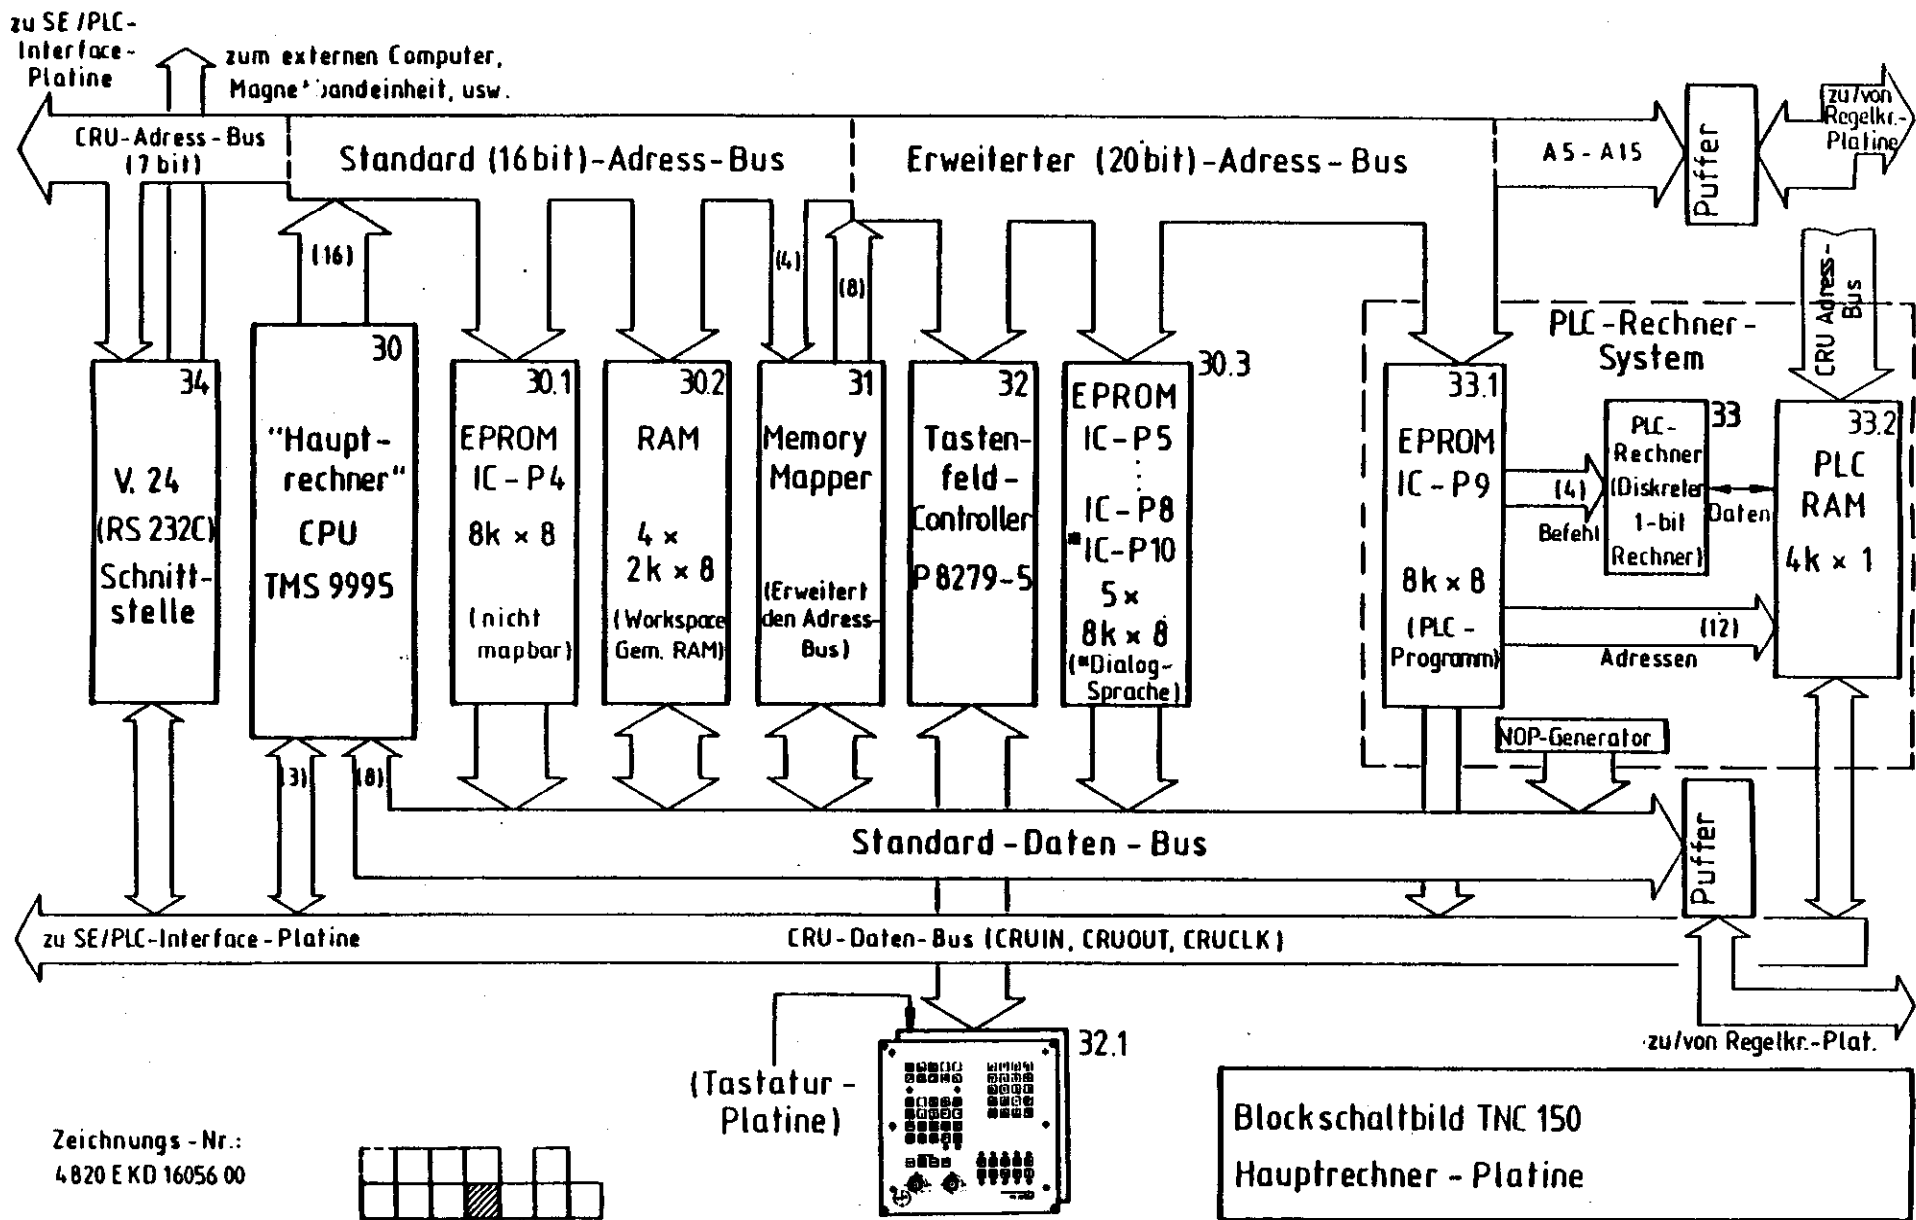 zu SE/PLC-
Interface-
Platine
zum externen Computer,
bandeinheit, usw.
CRU-Adress-Bus
(7 bit)
Standard (16 bit)-Adress-Bus
Erweiterter (20 bit)-Adress-Bus
A5 - A15
Puffer
zu/von
Regelkr.-
Platine
(16)
(4)
(8)
CRU Adress-
Bus
PLC-Rechner-
System
34
V. 24
(RS 232C)
Schnitt-
stelle
30
"Haupt-
rechner"
CPU
TMS 9995
30.1
EPROM
IC-P4
8k × 8
(nicht
mapbar)
30.2
RAM
4 ×
2k × 8
(Workspace
Gem. RAM)
31
Memory
Mapper
(Erweitert
den Adress-
Bus)
32
Tasten-
feld-
Controller
P8279-5
30.3
EPROM
IC-P5
⋮
IC-P8
*IC-P10
5 ×
8k × 8
(*Dialog-
Sprache)
33.1
EPROM
IC-P9
8k × 8
(PLC-
Programm)
(4)
Befehl
33
PLC-
Rechner
(Diskreter
1-bit
Rechner)
Daten
33.2
PLC
RAM
4k × 1
(12)
Adressen
NOP-Generator
(3)
(8)
Standard-Daten-Bus
Puffer
zu SE/PLC-Interface-Platine
CRU-Daten-Bus (CRUIN, CRUOUT, CRUCLK)
zu/von Regelkr.-Plat.
32.1
(Tastatur-
Platine)
Zeichnungs-Nr.:
4820 E KD 16056 00
Blockschaltbild TNC 150
Hauptrechner - Platine